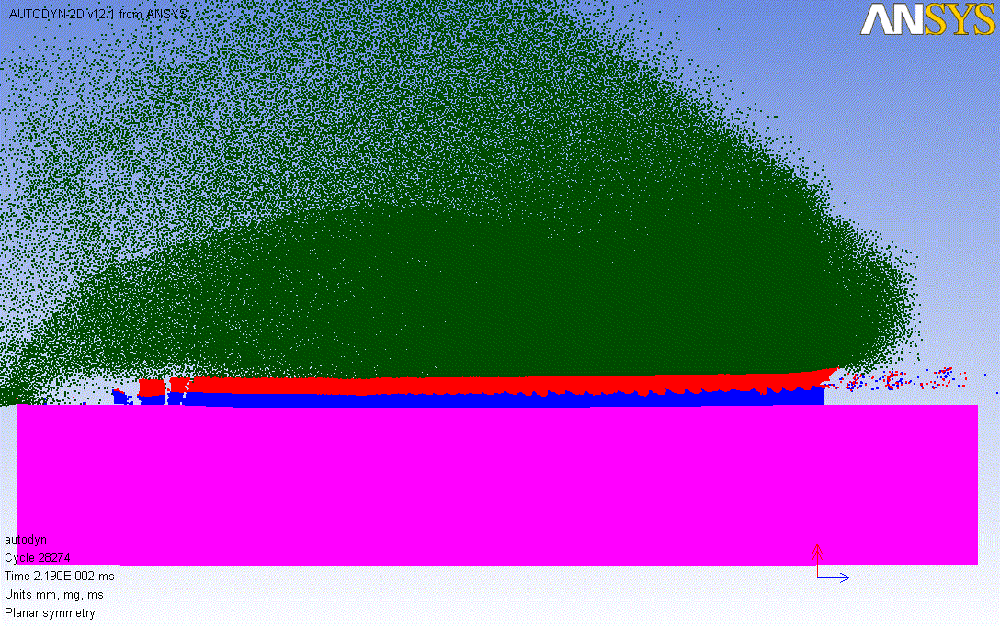 AUTODYN-2D v12.1 from ANSYS
ANSYS
autodyn
Cycle 28274
Time 2.190E-002 ms
Units mm, mg, ms
Planar symmetry